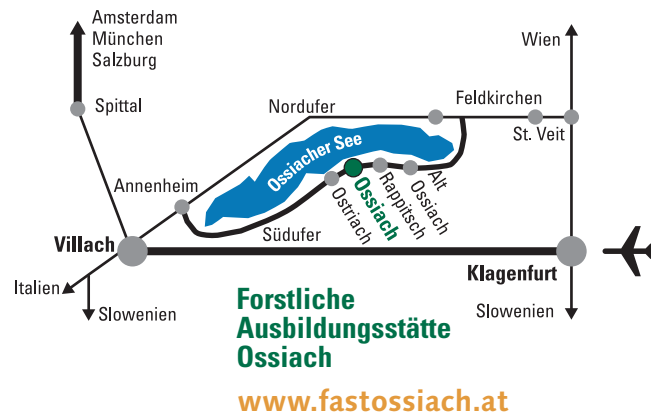 Amsterdam
München
Salzburg
Wien
Spittal
Nordufer
Feldkirchen
St. Veit
Ossiacher See
Annenheim
Ostriach
Ossiach
Rappitsch
Alt
Ossiach
Südufer
Villach
Klagenfurt
Italien
Slowenien
Slowenien
Forstliche
Ausbildungsstätte
Ossiach
www.fastossiach.at